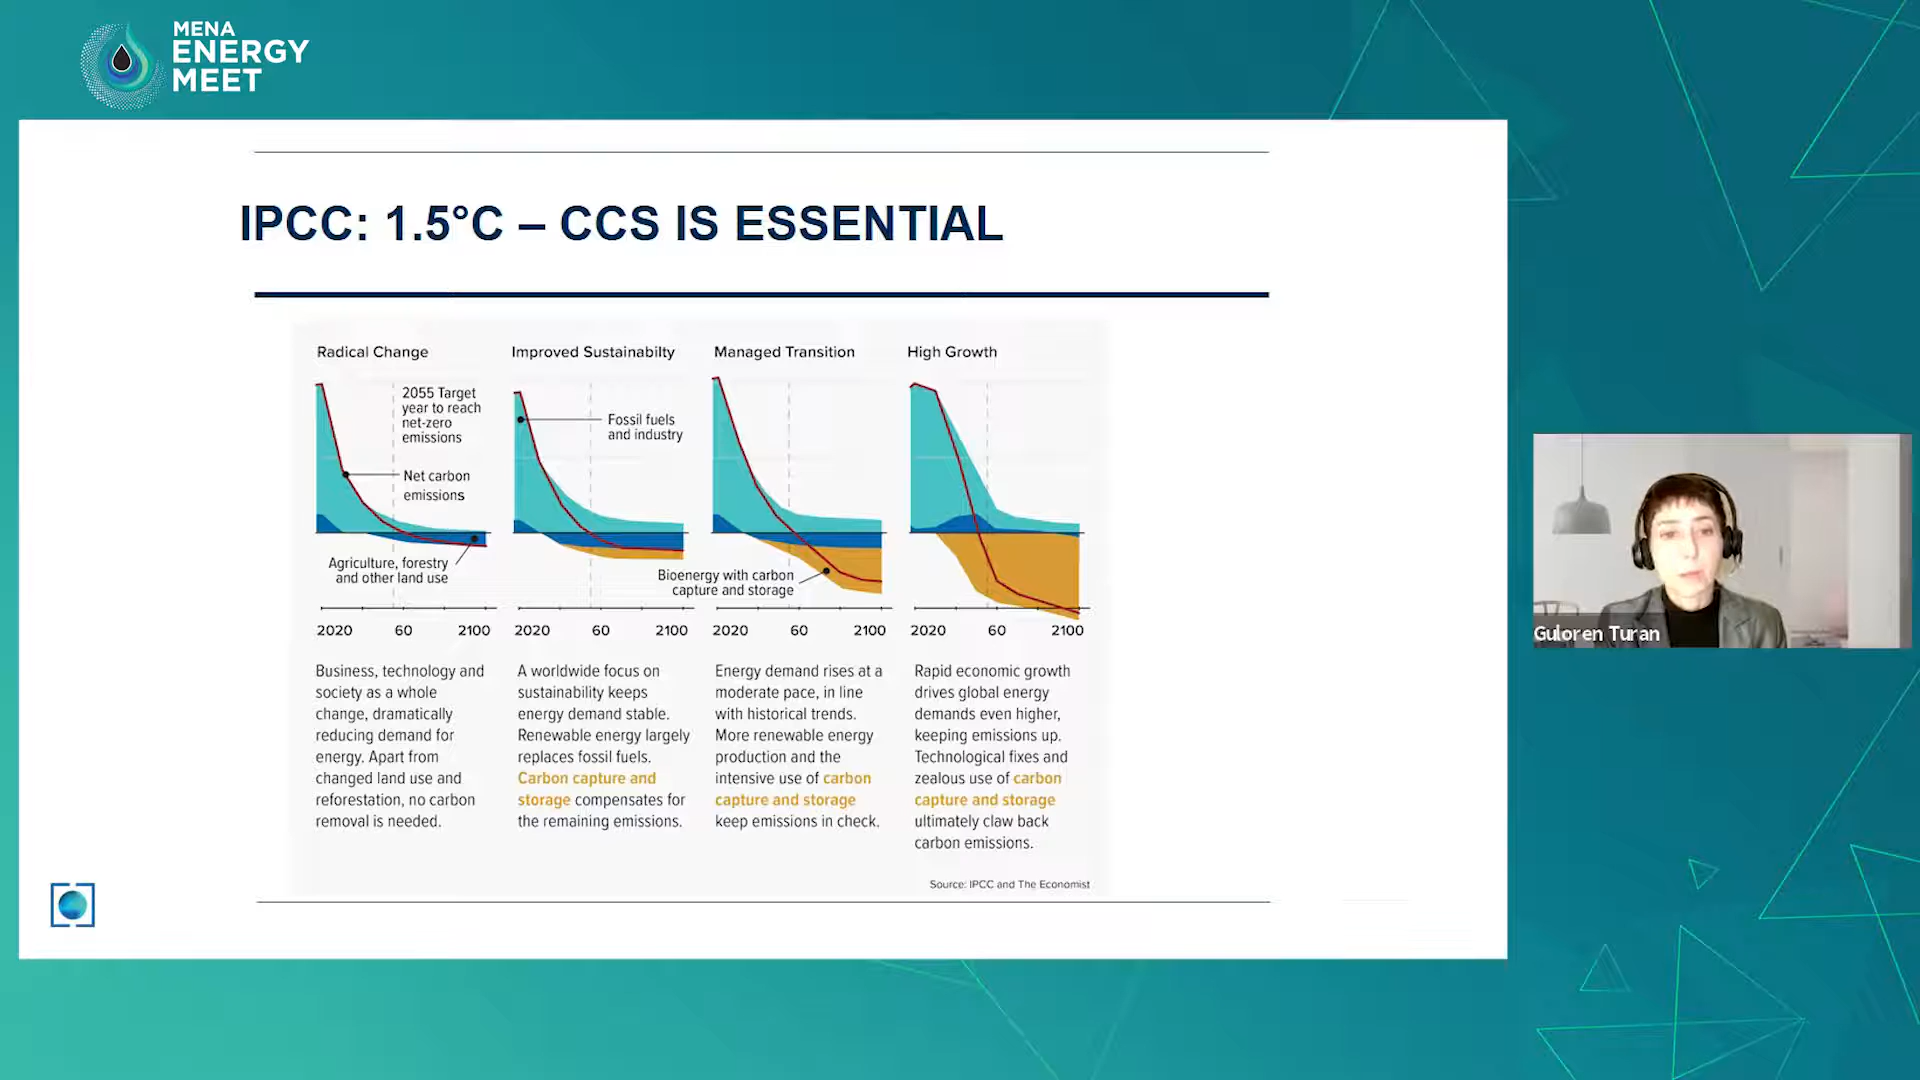 MENA
ENERGY
MEET
IPCC: 1.5°C – CCS IS ESSENTIAL
Radical Change
2055 Target
year to reach
net-zero
emissions
Net carbon
emissions
Agriculture, forestry
and other land use
2020 60 2100
Business, technology and
society as a whole
change, dramatically
reducing demand for
energy. Apart from
changed land use and
reforestation, no carbon
removal is needed.
Improved Sustainabilty
Fossil fuels
and industry
2020 60 2100
A worldwide focus on
sustainability keeps
energy demand stable.
Renewable energy largely
replaces fossil fuels.
Carbon capture and
storage compensates for
the remaining emissions.
Managed Transition
Bioenergy with carbon
capture and storage
2020 60 2100
Energy demand rises at a
moderate pace, in line
with historical trends.
More renewable energy
production and the
intensive use of carbon
capture and storage
keep emissions in check.
High Growth
2020 60 2100
Rapid economic growth
drives global energy
demands even higher,
keeping emissions up.
Technological fixes and
zealous use of carbon
capture and storage
ultimately claw back
carbon emissions.
Source: IPCC and The Economist
Guloren Turan